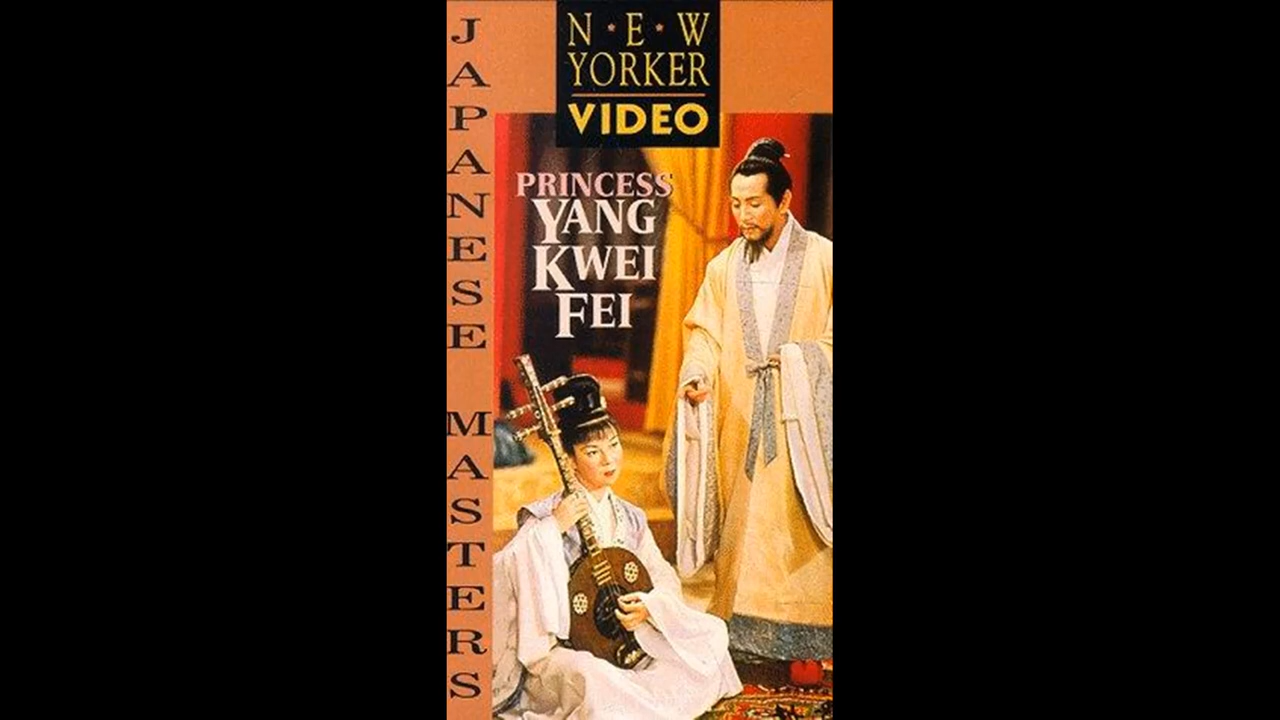 N·E·W
YORKER
VIDEO
JAPANESE MASTERS
PRINCESS
YANG
KWEI
FEI